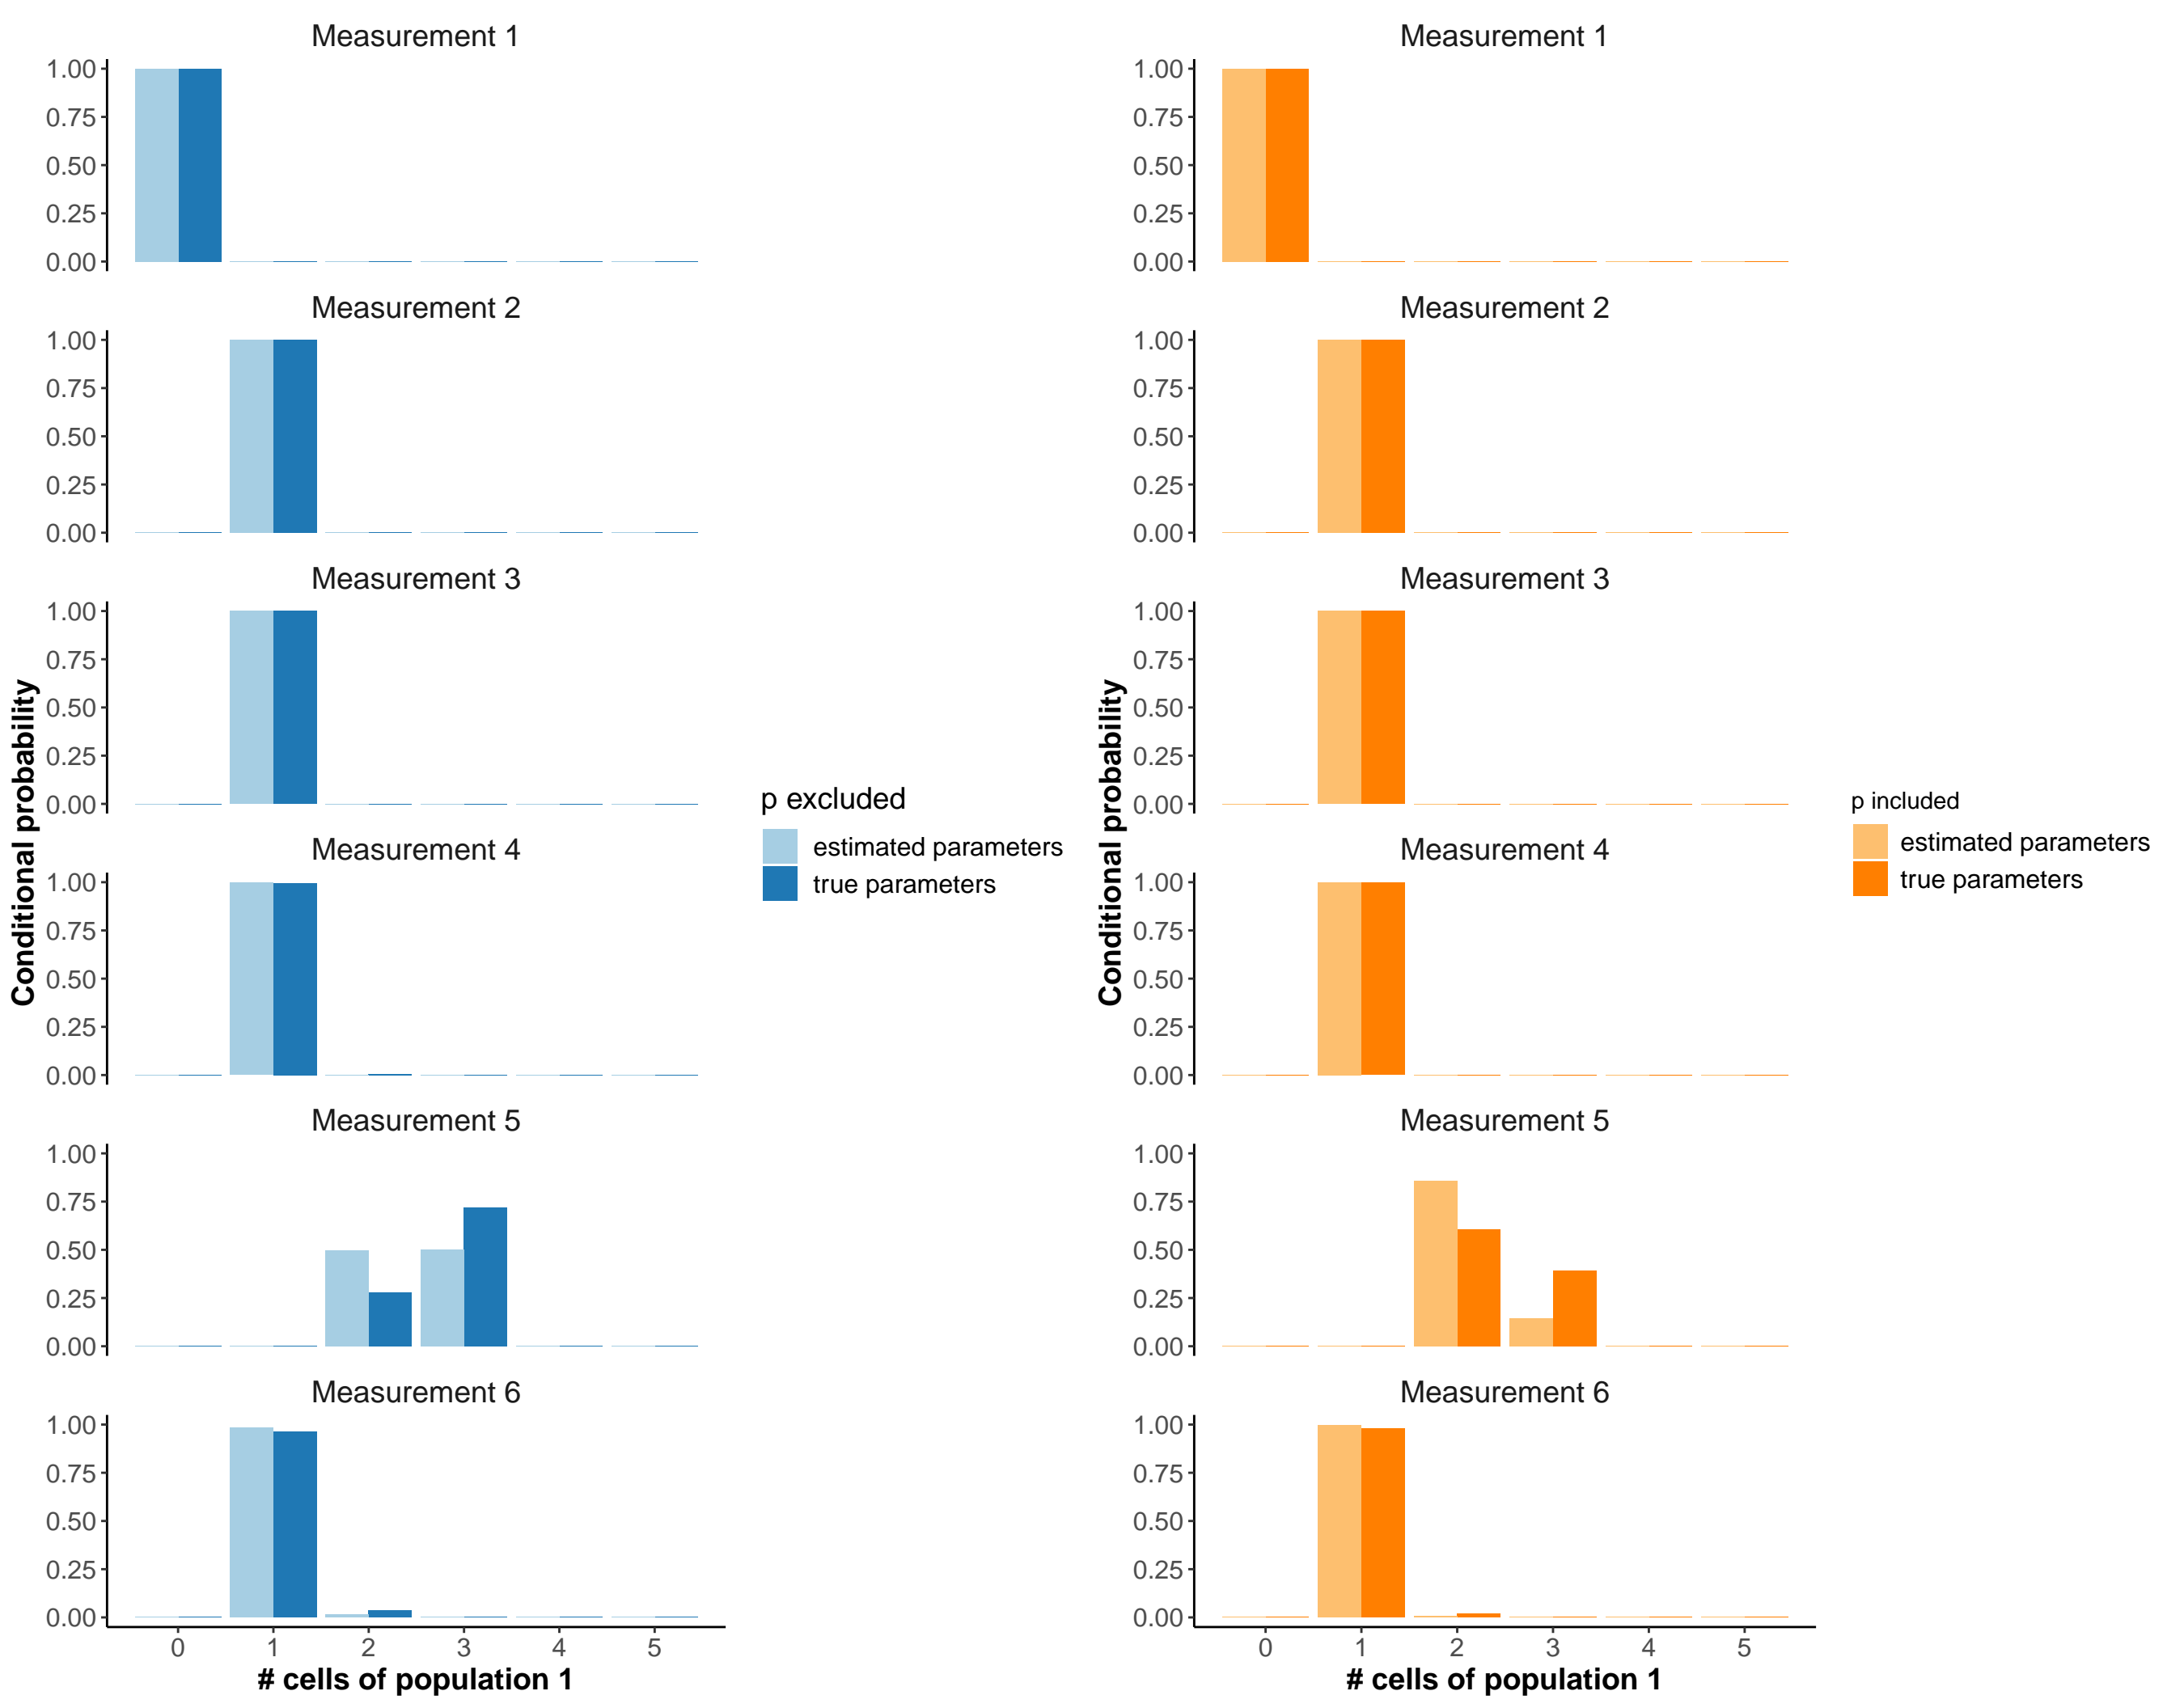 Measurement 1
1.00
0.75
0.50
0.25
0.00
Measurement 2
1.00
0.75
0.50
0.25
0.00
Measurement 3
1.00
0.75
0.50
0.25
0.00
Measurement 4
1.00
0.75
0.50
0.25
0.00
Measurement 5
1.00
0.75
0.50
0.25
0.00
Measurement 6
1.00
0.75
0.50
0.25
0.00
0 1 2 3 4 5
# cells of population 1
Conditional probability
p excluded
estimated parameters
true parameters
Measurement 1
1.00
0.75
0.50
0.25
0.00
Measurement 2
1.00
0.75
0.50
0.25
0.00
Measurement 3
1.00
0.75
0.50
0.25
0.00
Measurement 4
1.00
0.75
0.50
0.25
0.00
Measurement 5
1.00
0.75
0.50
0.25
0.00
Measurement 6
1.00
0.75
0.50
0.25
0.00
0 1 2 3 4 5
# cells of population 1
Conditional probability
p included
estimated parameters
true parameters